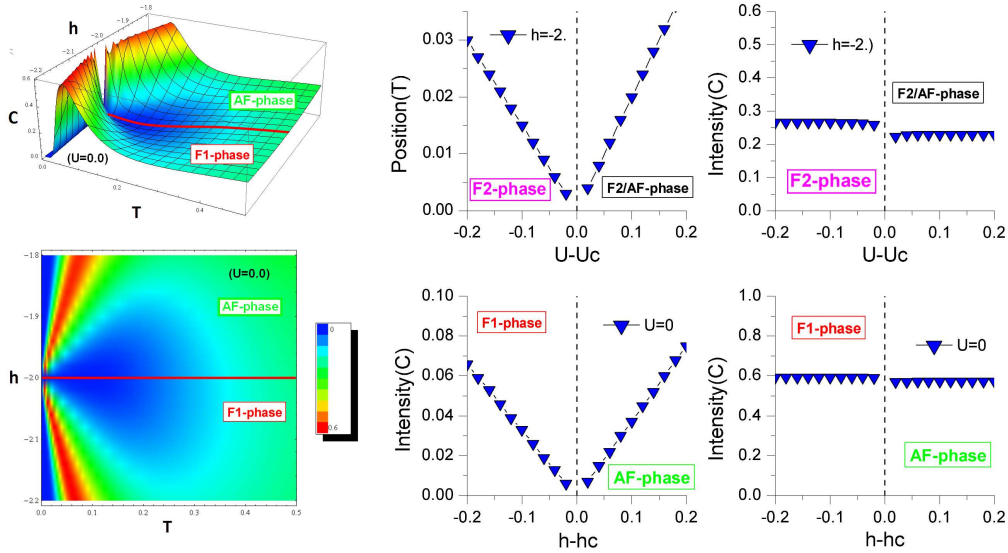 h
-1.8
-1.9
-2.0
-2.1
-2.2
0.6
0.4
C
0.2
0.0
0.0
(U=0.0)
AF-phase
F1-phase
0.2
0.4
T
-1.8
(U=0.0)
AF-phase
-1.9
h
-2.0
F1-phase
-2.1
-2.2
0.0
0.1
0.2
0.3
0.4
0.5
T
0
0.6
Position(T)
0.03
0.02
0.01
0.00
h=-2.
F2-phase
F2/AF-phase
-0.2 -0.1 0.0 0.1 0.2
U-Uc
Intensity(C)
0.6
0.5
0.4
0.3
0.2
0.1
0.0
h=-2.)
F2/AF-phase
F2-phase
-0.2 -0.1 0.0 0.1 0.2
U-Uc
Intensity(C)
0.10
0.08
0.06
0.04
0.02
0.00
F1-phase
U=0
AF-phase
-0.2 -0.1 0.0 0.1 0.2
h-hc
Intensity(C)
1.0
0.8
0.6
0.4
0.2
0.0
F1-phase
U=0
AF-phase
-0.2 -0.1 0.0 0.1 0.2
h-hc